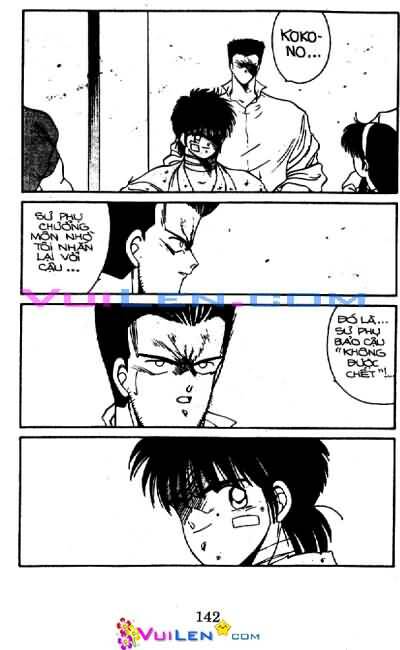 KOKO-
NO...
SƯ PHỤ
CHƯỞNG
MÔN NHỜ
TÔI NHẮN
LẠI VỚI
CẬU...
VUILEN.COM
ĐÓ LÀ...
SƯ PHỤ
BẢO CẬU
"KHÔNG
ĐƯỢC
CHẾT"!...
142
VUILEN.COM